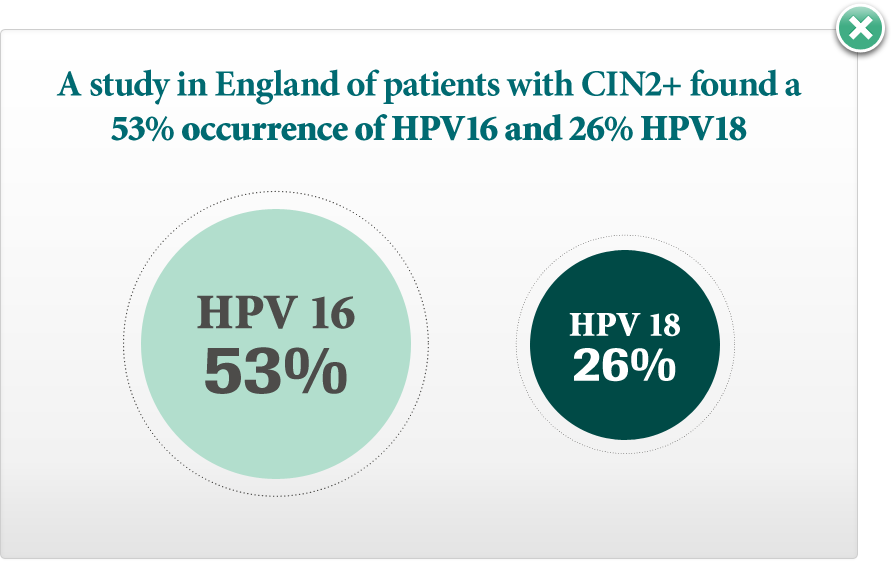 A study in England of patients with CIN2+ found a
53% occurrence of HPV16 and 26% HPV18
HPV 16
53%
HPV 18
26%